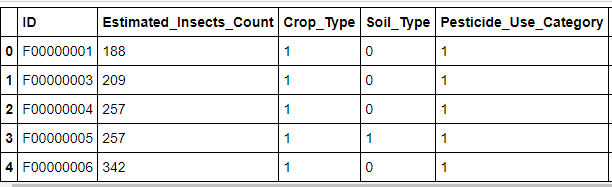 ID Estimated_Insects_Count Crop_Type Soil_Type Pesticide_Use_Category
0 F00000001 188 1 0 1
1 F00000003 209 1 0 1
2 F00000004 257 1 0 1
3 F00000005 257 1 1 1
4 F00000006 342 1 0 1